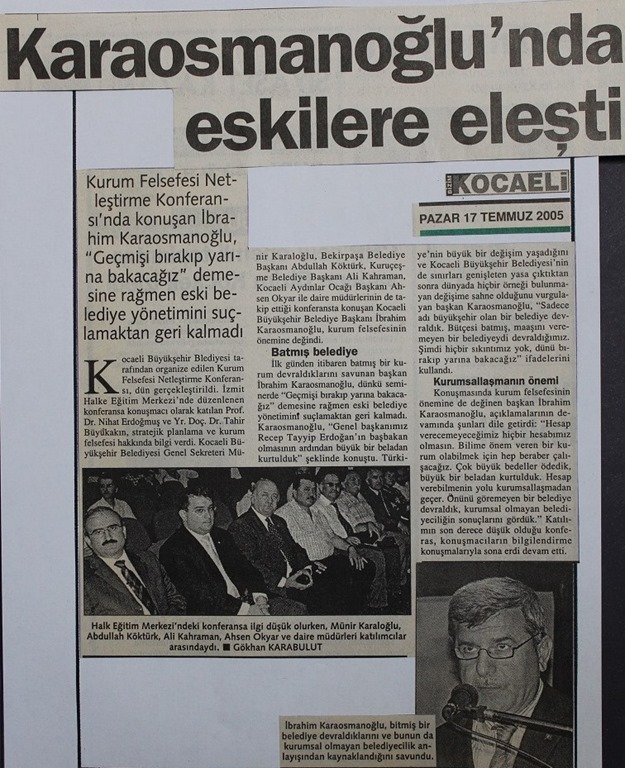 Karaosmanoğlu'nda
eskilere eleşti
Kurum Felsefesi Net-
leştirme Konferan-
sı'nda konuşan İbra-
him Karaosmanoğlu,
“Geçmişi bırakıp yarı-
na bakacağız” deme-
sine rağmen eski be-
lediye yönetimini suç-
lamaktan geri kalmadı
BİZİM KOCAELİ
PAZAR 17 TEMMUZ 2005
Kocaeli Büyükşehir Blediyesi ta-
rafından organize edilen Kurum
Felsefesi Netleştirme Konferan-
sı, dün gerçekleştirildi. İzmit
Halke Eğitim Merkezi'nde düzenlenen
konferansa konuşmacı olarak katılan Prof.
Dr. Nihat Erdoğmuş ve Yr. Doç. Dr. Tahir
Büyükakın, stratejik planlama ve kurum
felsefesi hakkında bilgi verdi. Kocaeli Bü-
yükşehir Belediyesi Genel Sekreteri Mü-
nir Karaloğlu, Bekirpaşa Belediye
Başkanı Abdullah Köktürk, Kuruçeş-
me Belediye Başkanı Ali Kahraman,
Kocaeli Aydınlar Ocağı Başkanı Ah-
sen Okyar ile daire müdürlerinin de ta-
kip ettiği konferansta konuşan Kocaeli
Büyükşehir Belediye Başkanı İbrahim
Karaosmanoğlu, kurum felsefesinin
önemine değindi.
Batmış belediye
İlk günden itibaren batmış bir ku-
rum devraldıklarını savunan başkan
İbrahim Karaosmanoğlu, dünkü semi-
nerde “Geçmişi bırakıp yarına bakaca-
ğız” demesine rağmen eski belediye
yönetimini suçlamaktan geri kalmadı.
Karaosmanoğlu, “Genel başkanımız
Recep Tayyip Erdoğan'ın başbakan
olmasının ardından büyük bir beladan
kurtulduk” şeklinde konuştu. Türki-
ye'nin büyük bir değişim yaşadığını
ve Kocaeli Büyükşehir Belediyesi'nin
de sınırları genişleten yasa çıktıktan
sonra dünyada hiçbir örneği bulunma-
yan değişime sahne olduğunu vurgula-
yan başkan Karaosmanoğlu, “Sadece
adı büyükşehir olan bir belediye dev-
raldık. Bütçesi batmış, maaşını vereme-
yen bir belediyeydi devraldığımız.
Şimdi hiçbir sıkıntımız yok, dünü bı-
rakıp yarına bakacağız” ifadelerini
kullandı.
Kurumsallaşmanın önemi
Konuşmasında kurum felsefesinin
önemine de değinen başkan İbrahim
Karaosmanoğlu, açıklamalarının de-
vamında şunları dile getirdi: “Hesap
verecemeyeceğimiz hiçbir hesabımız
olmasın. Bilime önem veren bir ku-
rum olabilmek için hep beraber çalı-
şacağız. Çok büyük bedeller ödedik,
büyük bir beladan kurtulduk. Hesap
verebilmenin yolu kurumsallaşmadan
geçer. Önünü göremeyen bir belediye
devraldık, kurumsal olmayan beledi-
yeciliğin sonuçlarını gördük.” Katılı-
mın son derece düşük olduğu konfe-
ras, konuşmacıların bilgilendirme
konuşmalarıyla sona erdi devam etti.
Halk Eğitim Merkezi'ndeki konferansa ilgi düşük olurken, Münir Karaloğlu,
Abdullah Köktürk, Ali Kahraman, Ahsen Okyar ve daire müdürleri katılımcılar
arasındaydı. ■ Gökhan KARABULUT
İbrahim Karaosmanoğlu, bitmiş bir
belediye devraldıklarını ve bunun da
kurumsal olmayan belediyecilik an-
layışından kaynaklandığını savundu.